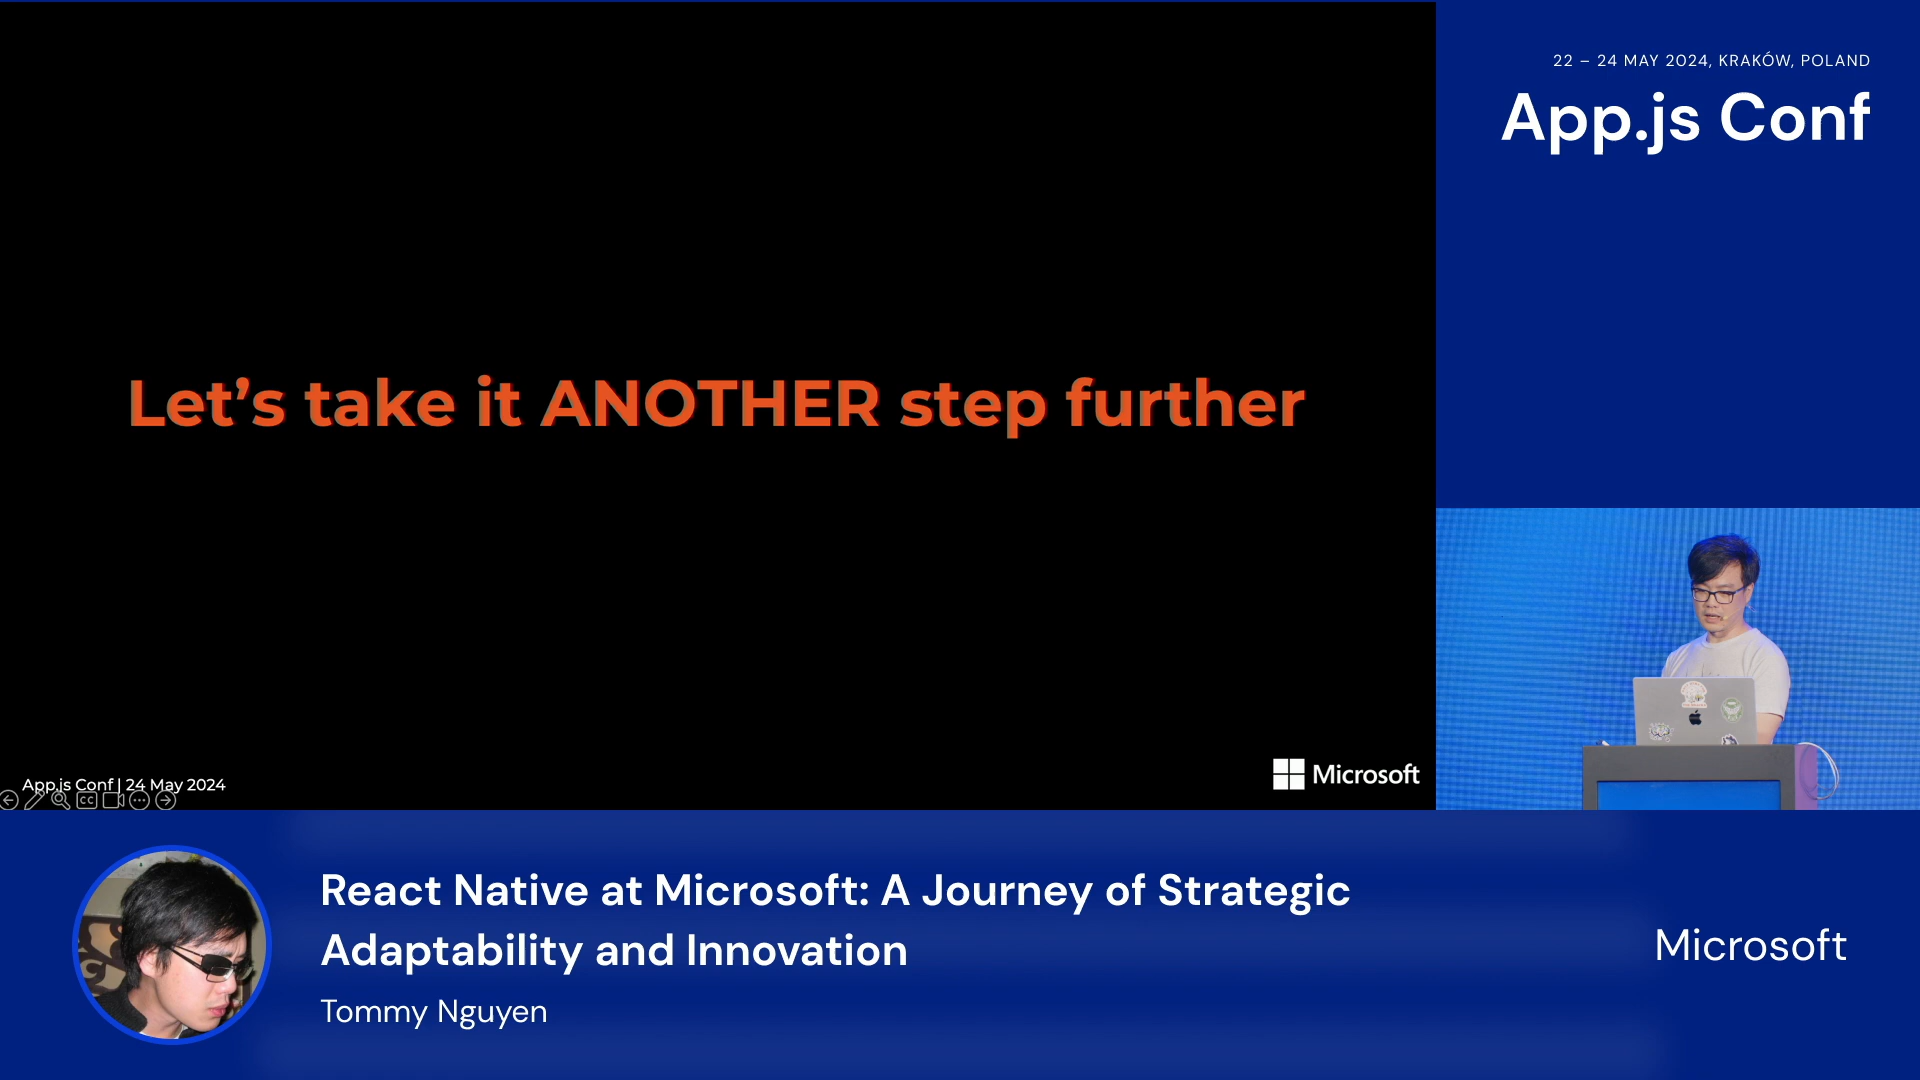 22 – 24 MAY 2024, KRAKÓW, POLAND
App.js Conf
Let's take it ANOTHER step further
App.js Conf | 24 May 2024
CC
Microsoft
React Native at Microsoft: A Journey of Strategic
Adaptability and Innovation
Tommy Nguyen
Microsoft